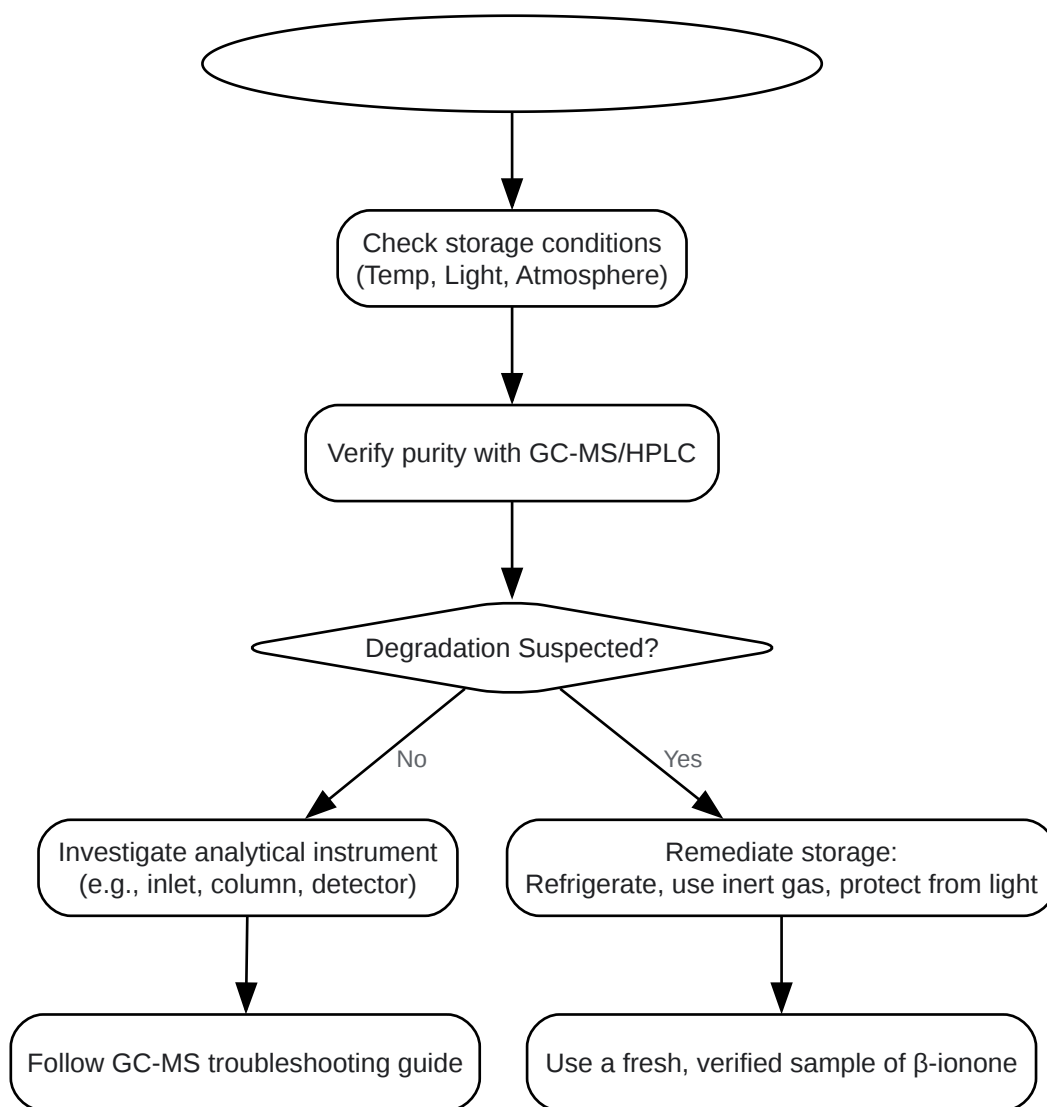 Check storage conditions
(Temp, Light, Atmosphere)
Verify purity with GC-MS/HPLC
Degradation Suspected?
No
Yes
Investigate analytical instrument
(e.g., inlet, column, detector)
Remediate storage:
Refrigerate, use inert gas, protect from light
Follow GC-MS troubleshooting guide
Use a fresh, verified sample of β-ionone